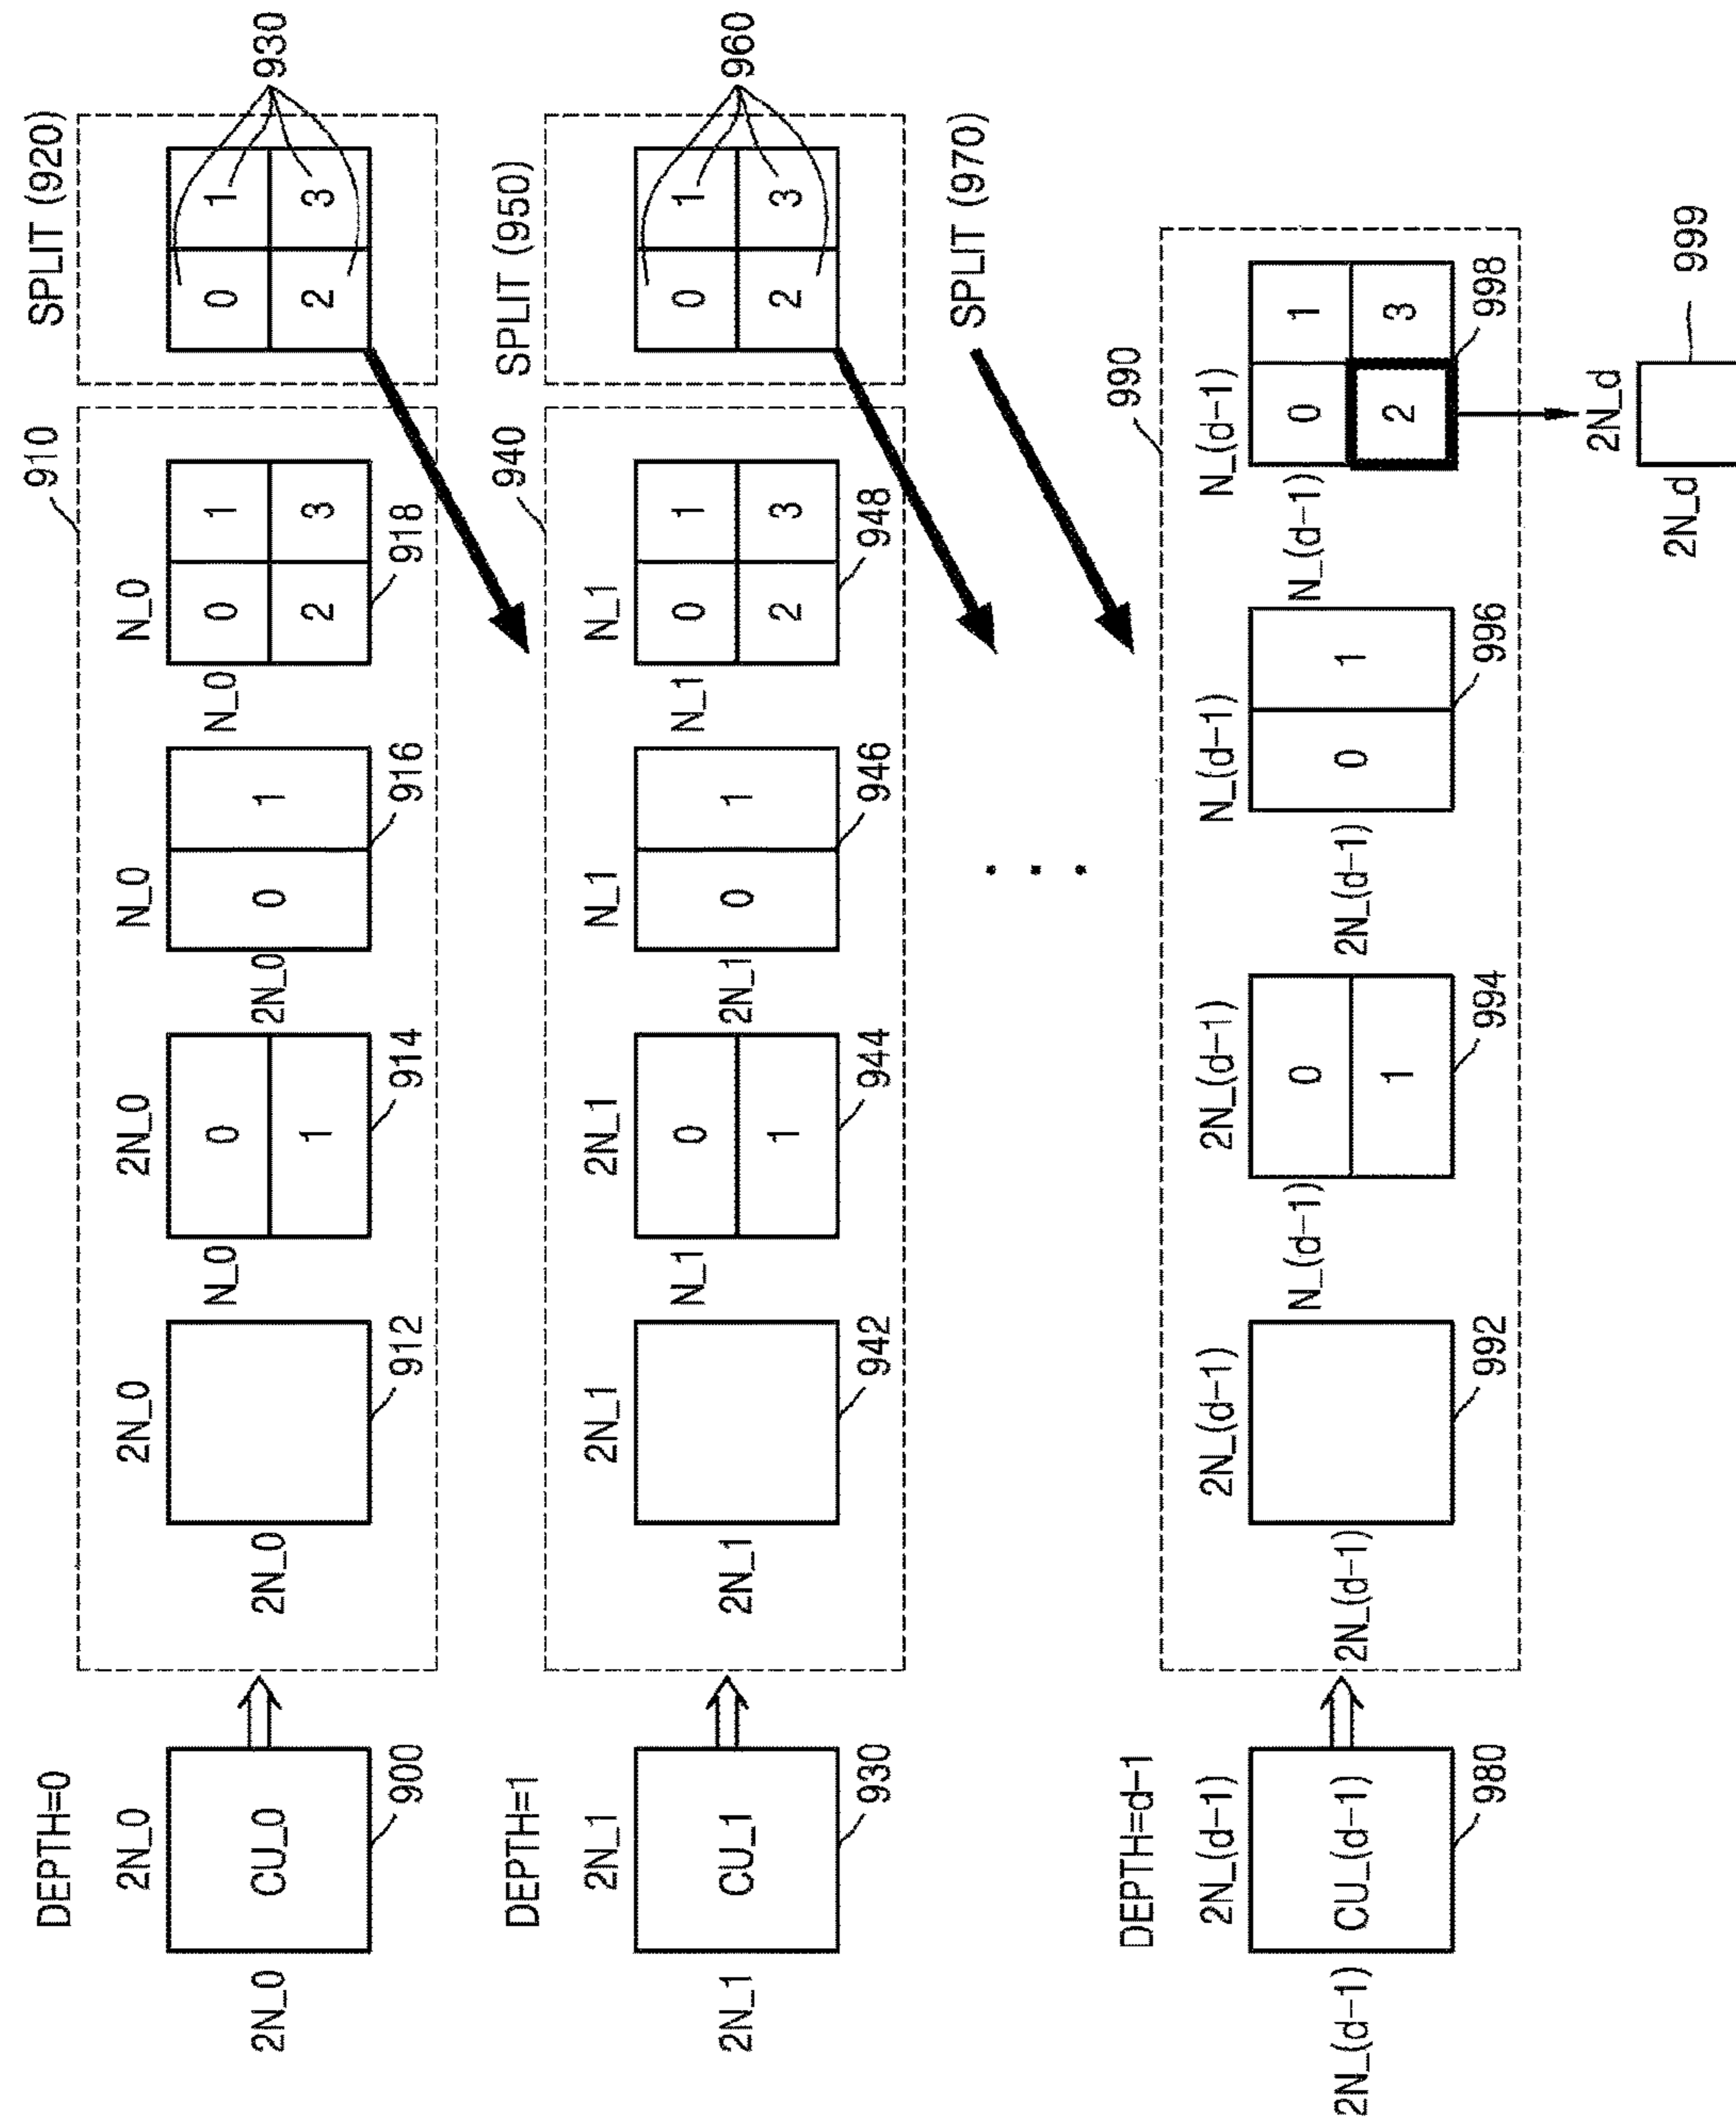 DEPTH=0
2N_0
2N_0
CU_0
900
910
2N_0
2N_0
912
2N_0
N_0
0
1
914
N_0
2N_0
0
1
916
N_0
N_0
0
1
2
3
918
SPLIT (920)
0
1
2
3
930
DEPTH=1
2N_1
2N_1
CU_1
930
940
2N_1
2N_1
942
2N_1
N_1
0
1
944
N_1
2N_1
0
1
946
N_1
N_1
0
1
2
3
948
SPLIT (950)
0
1
2
3
960
SPLIT (970)
DEPTH=d-1
2N_(d-1)
2N_(d-1)
CU_(d-1)
980
990
2N_(d-1)
2N_(d-1)
992
2N_(d-1)
N_(d-1)
0
1
994
N_(d-1)
2N_(d-1)
0
1
996
N_(d-1)
N_(d-1)
0
1
2
3
998
2N_d
2N_d
999